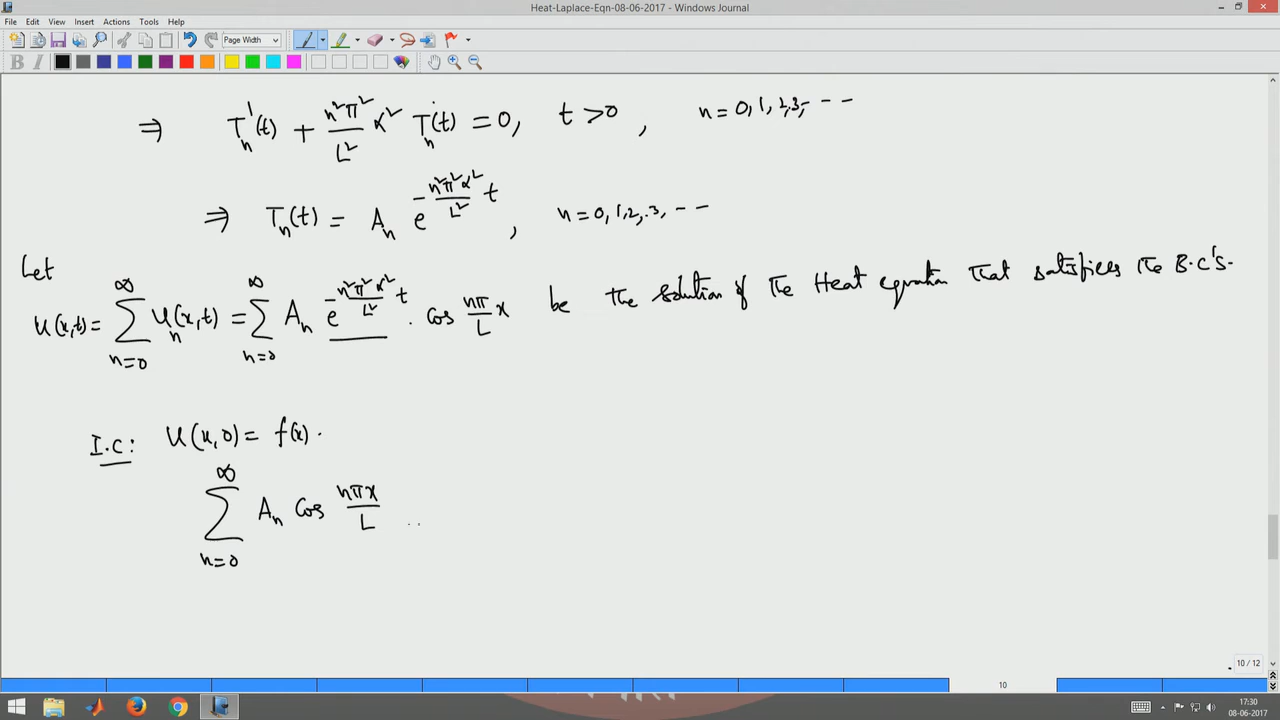 Heat-Laplace-Eqn-08-06-2017 - Windows Journal
File Edit View Insert Actions Tools Help
Page Width
B I
⇒ Tₙ'(t) + n²π²/L² α² Tₙ(t) = 0, t > 0, n = 0, 1, 2, 3, - - -
⇒ Tₙ(t) = Aₙ e^(-n²π²α²/L² t), n = 0, 1, 2, 3, - - -
Let
u(x,t) = ∑_{n=0}^{∞} uₙ(x,t) = ∑_{n=0}^{∞} Aₙ e^(-n²π²α²/L² t) . cos nπ/L x be the solution of the Heat equation that satisfies the B.C's.
I.C: u(x,0) = f(x).
∑_{n=0}^{∞} Aₙ cos nπx/L
10 / 12
10
17:30
08-06-2017